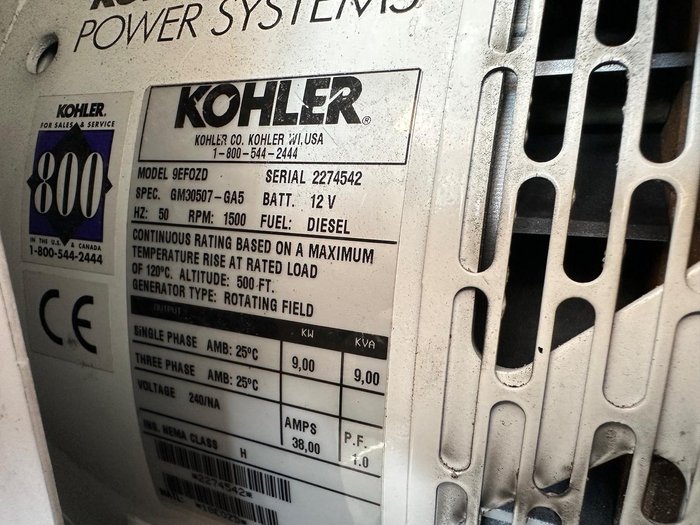 POWER SYSTEMS
KOHLER.
FOR SALES & SERVICE
800
IN THE U.S. & CANADA
1-800-544-2444
CE
KOHLER®
KOHLER CO. KOHLER WI,USA
1-800-544-2444
MODEL 9EFOZD SERIAL 2274542
SPEC. GM30507-GA5 BATT. 12 V
HZ: 50 RPM: 1500 FUEL: DIESEL
CONTINUOUS RATING BASED ON A MAXIMUM
TEMPERATURE RISE AT RATED LOAD
OF 120°C. ALTITUDE: 500 FT.
GENERATOR TYPE: ROTATING FIELD
OUTPUT KW KVA
SINGLE PHASE AMB: 25°C 9,00 9,00
THREE PHASE AMB: 25°C
VOLTAGE 240/NA AMPS P.F.
38,00 1.0
INS. NEMA CLASS H
*2274542*